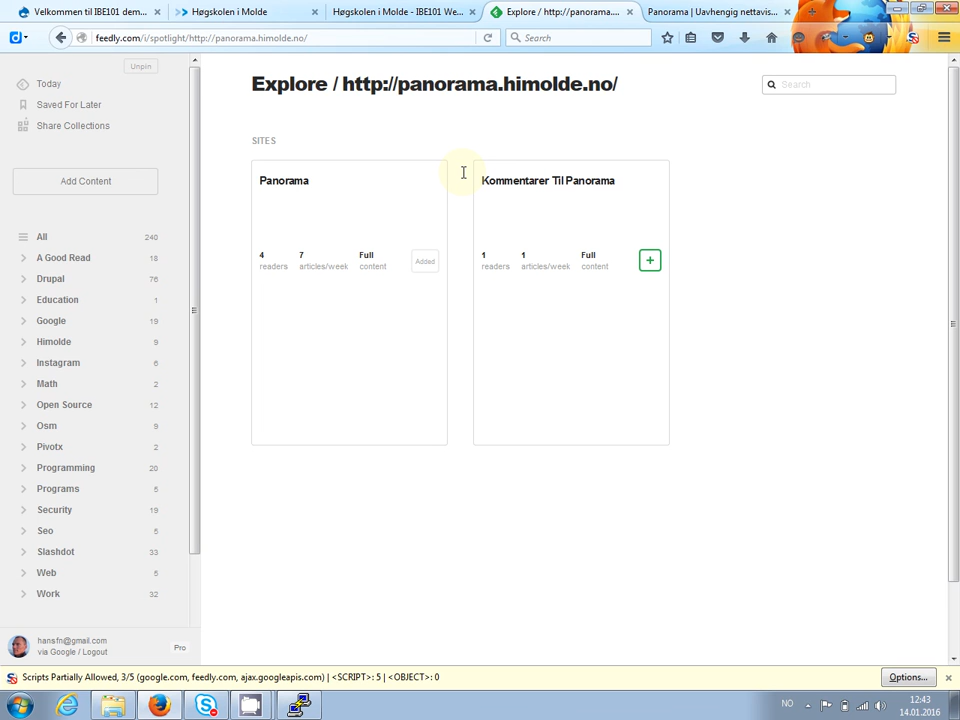 Velkommen til IBE101 dem...
Høgskolen i Molde
Høgskolen i Molde - IBE101 We...
Explore / http://panorama....
Panorama | Uavhengig nettavis...
feedly.com/i/spotlight/http://panorama.himolde.no/
Search
Unpin
Today
Saved For Later
Share Collections
Add Content
All 240
A Good Read 18
Drupal 76
Education 1
Google 19
Himolde 9
Instagram 6
Math 2
Open Source 12
Osm 9
Pivotx 2
Programming 20
Programs 5
Security 19
Seo 5
Slashdot 33
Web 5
Work 32
hansfn@gmail.com
via Google / Logout
Pro
Explore / http://panorama.himolde.no/
Search
SITES
Panorama
4 7 Full
readers articles/week content
Added
Kommentarer Til Panorama
1 1 Full
readers articles/week content
+
Scripts Partially Allowed, 3/5 (google.com, feedly.com, ajax.googleapis.com) | <SCRIPT>: 5 | <OBJECT>: 0
Options...
NO
12:43
14.01.2016